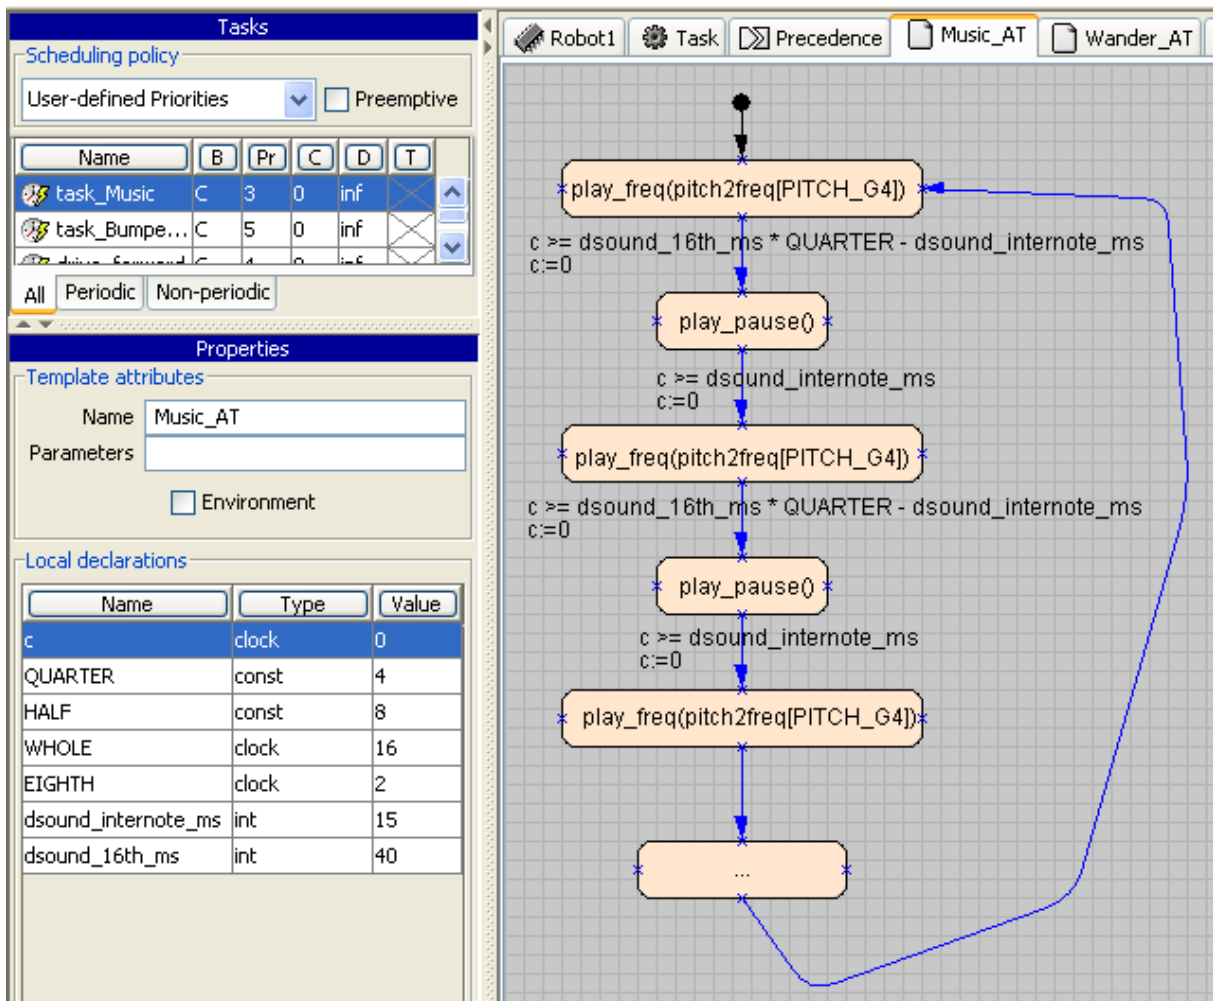 Tasks
Scheduling policy
User-defined Priorities
Preemptive
Name B Pr C D T
task_Music C 3 0 inf
task_Bumpe... C 5 0 inf
All Periodic Non-periodic
Properties
Template attributes
Name Music_AT
Parameters
Environment
Local declarations
Name Type Value
c clock 0
QUARTER const 4
HALF const 8
WHOLE clock 16
EIGHTH clock 2
dsound_internote_ms int 15
dsound_16th_ms int 40
Robot1 Task Precedence Music_AT Wander_AT
play_freq(pitch2freq[PITCH_G4])
c >= dsound_16th_ms * QUARTER - dsound_internote_ms
c:=0
play_pause()
c >= dsound_internote_ms
c:=0
play_freq(pitch2freq[PITCH_G4])
c >= dsound_16th_ms * QUARTER - dsound_internote_ms
c:=0
play_pause()
c >= dsound_internote_ms
c:=0
play_freq(pitch2freq[PITCH_G4])
...